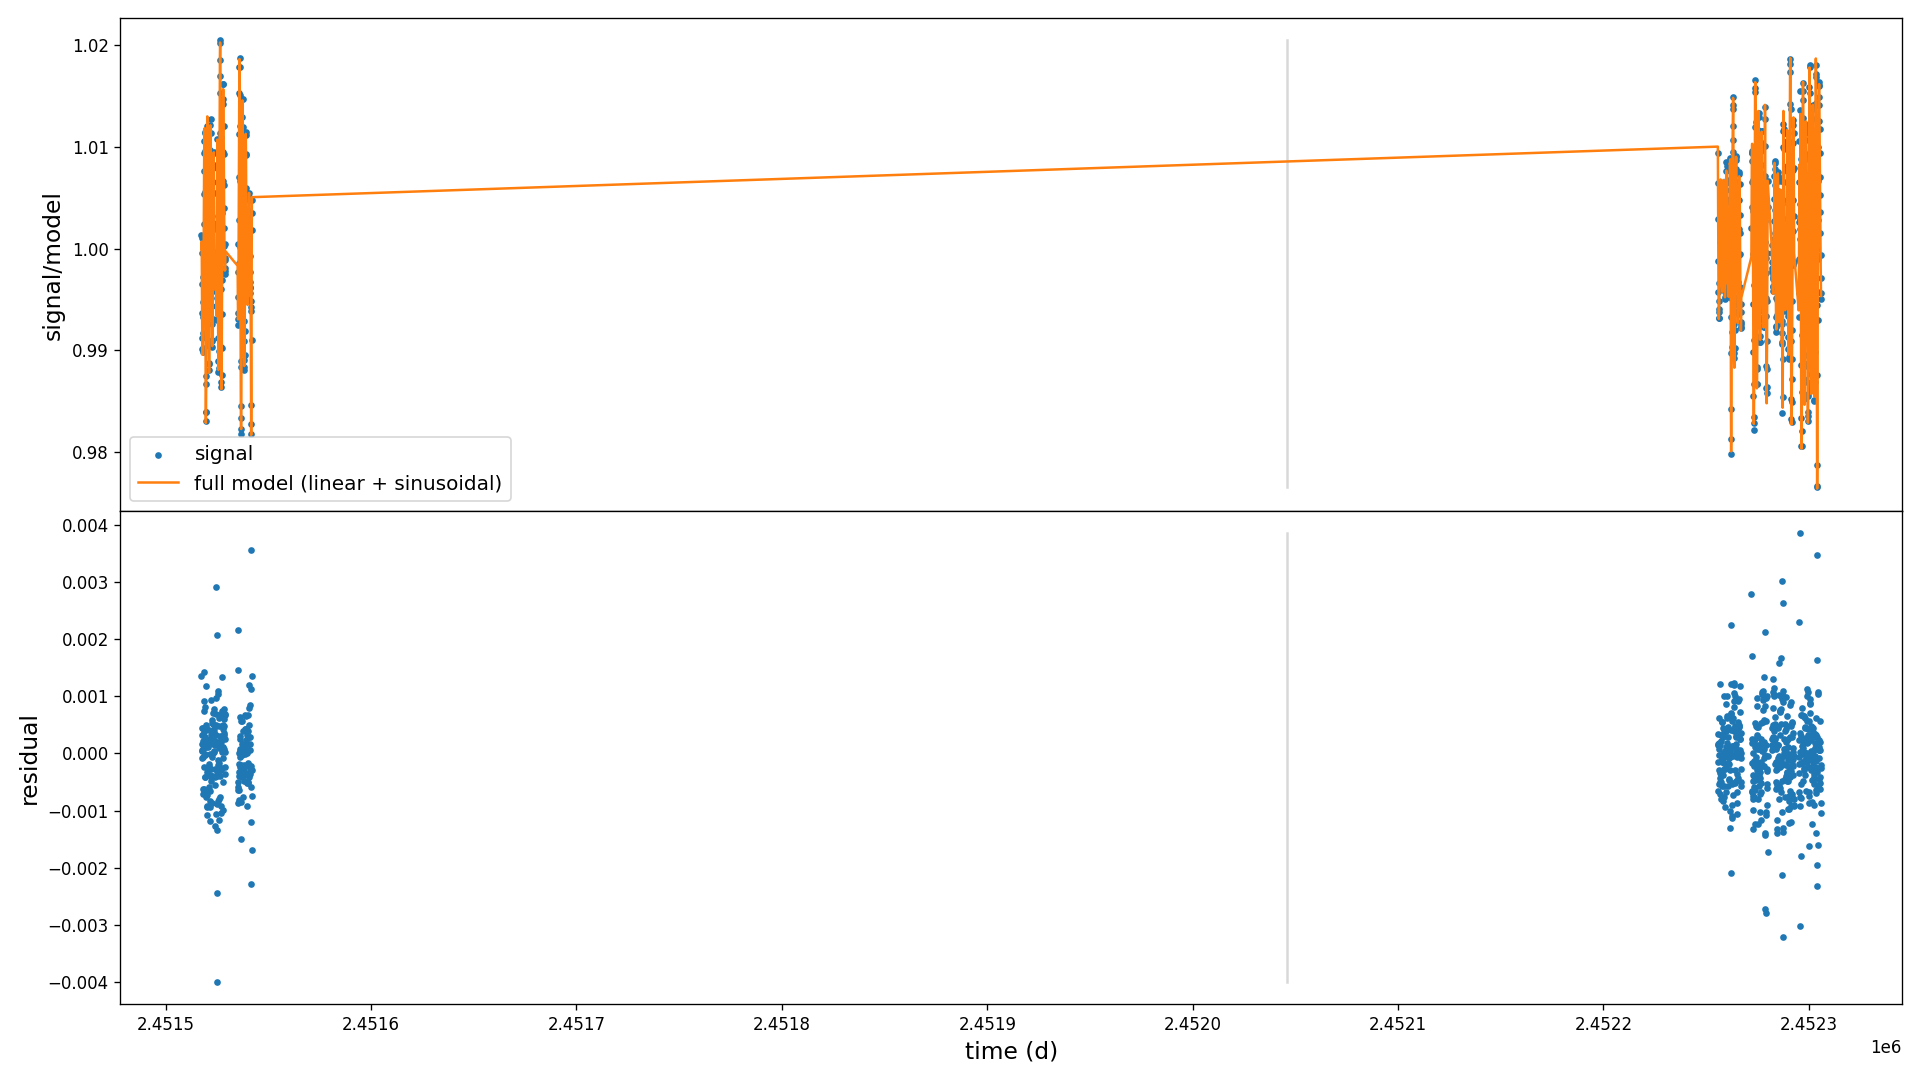 1.02
1.01
1.00
0.99
0.98
signal/model
signal
full model (linear + sinusoidal)
0.004
0.003
0.002
0.001
0.000
−0.001
−0.002
−0.003
−0.004
residual
2.4515 2.4516 2.4517 2.4518 2.4519 2.4520 2.4521 2.4522 2.4523
1e6
time (d)